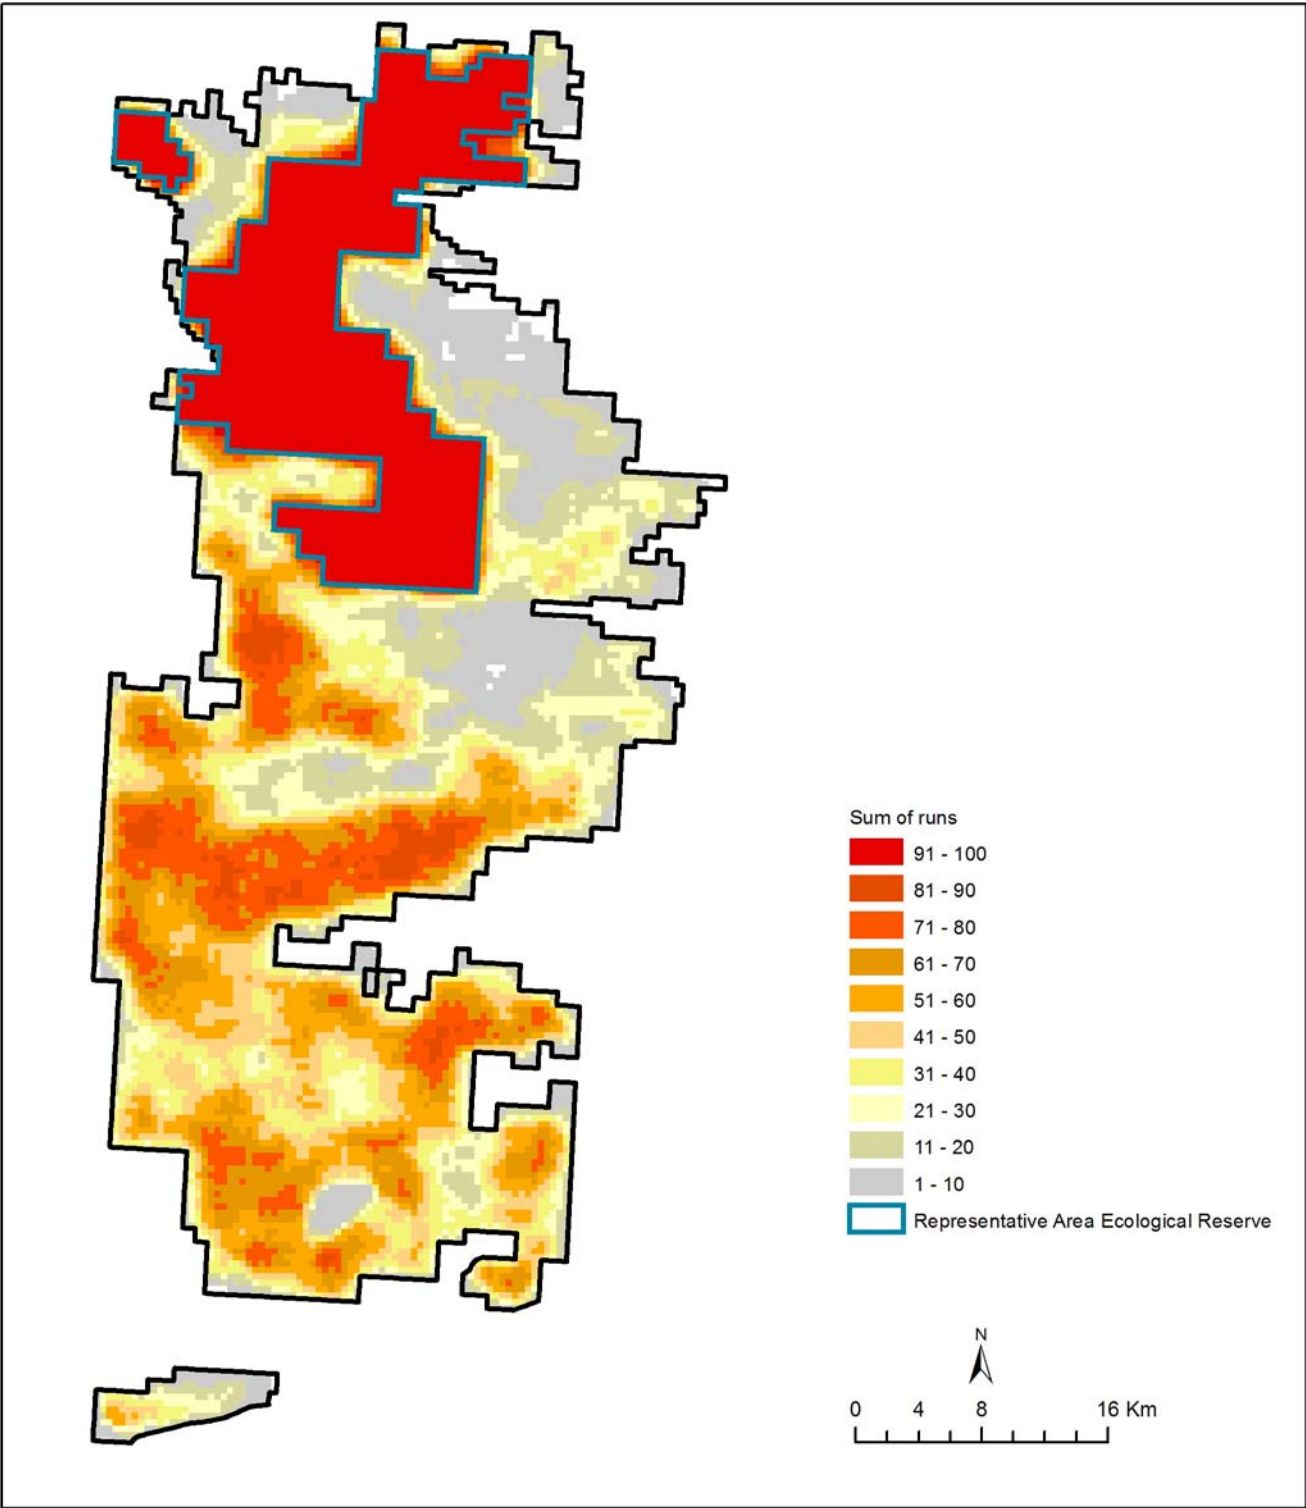 Sum of runs
91 - 100
81 - 90
71 - 80
61 - 70
51 - 60
41 - 50
31 - 40
21 - 30
11 - 20
1 - 10
Representative Area Ecological Reserve
N
0 4 8 16 Km